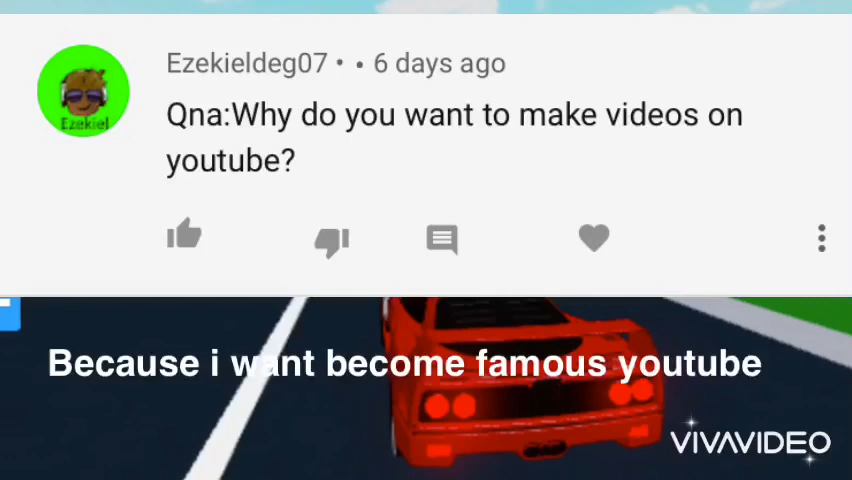 Ezekieldeg07 • • 6 days ago
Qna:Why do you want to make videos on
youtube?
Ezekiel
Because i want become famous youtube
VIVAVIDEO